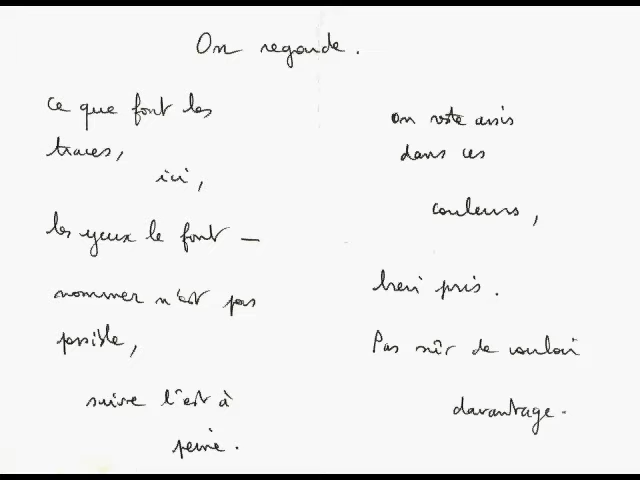 On regarde.
ce que font les
traces,
ici,
les yeux le font —
nommer n'est pas
possible,
suivre l'est à
peine.
on reste assis
dans ces
couleurs,
bien pris.
Pas sûr de vouloir
davantage.